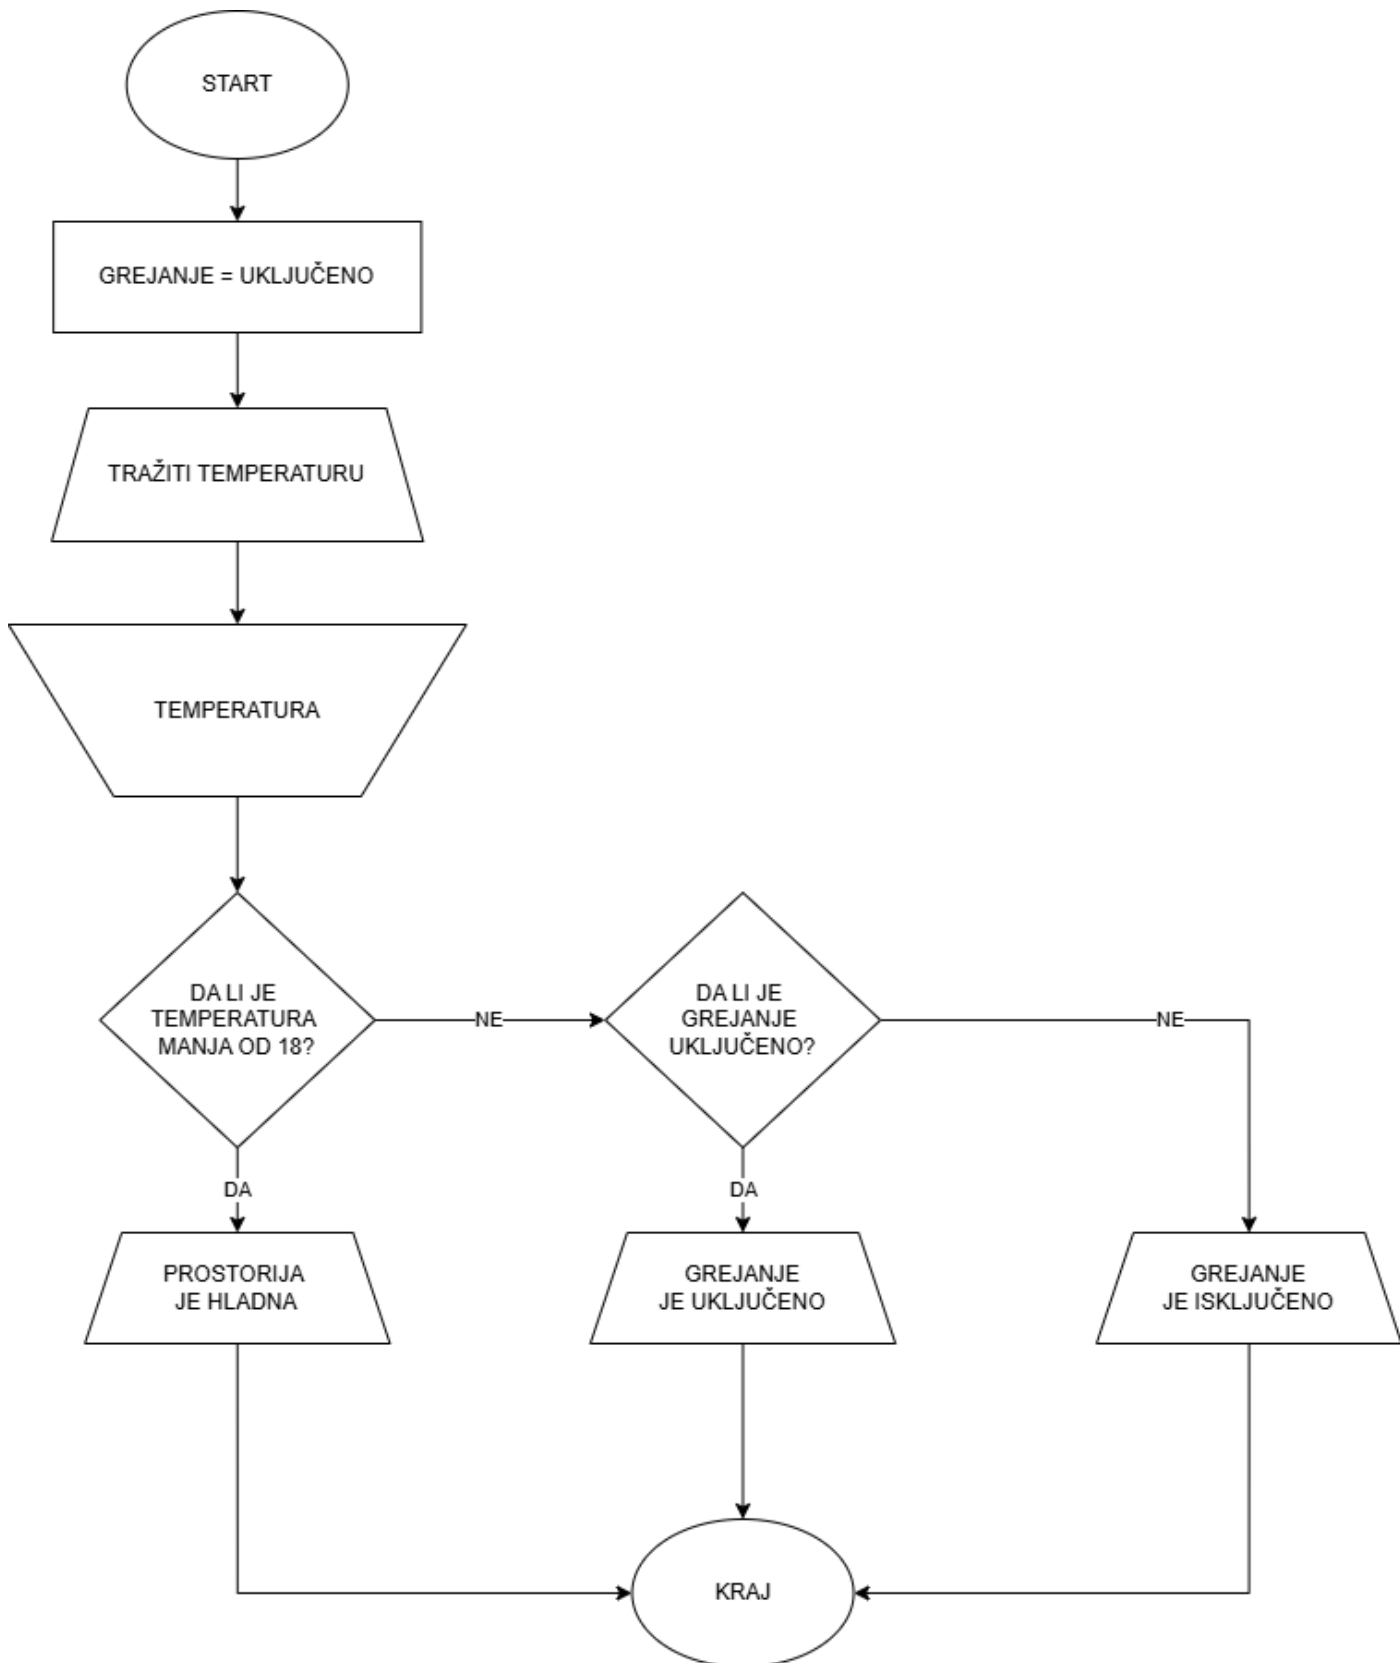 START
GREJANJE = UKLJUČENO
TRAŽITI TEMPERATURU
TEMPERATURA
DA LI JE
TEMPERATURA
MANJA OD 18?
NE
DA LI JE
GREJANJE
UKLJUČENO?
NE
DA
DA
PROSTORIJA
JE HLADNA
GREJANJE
JE UKLJUČENO
GREJANJE
JE ISKLJUČENO
KRAJ